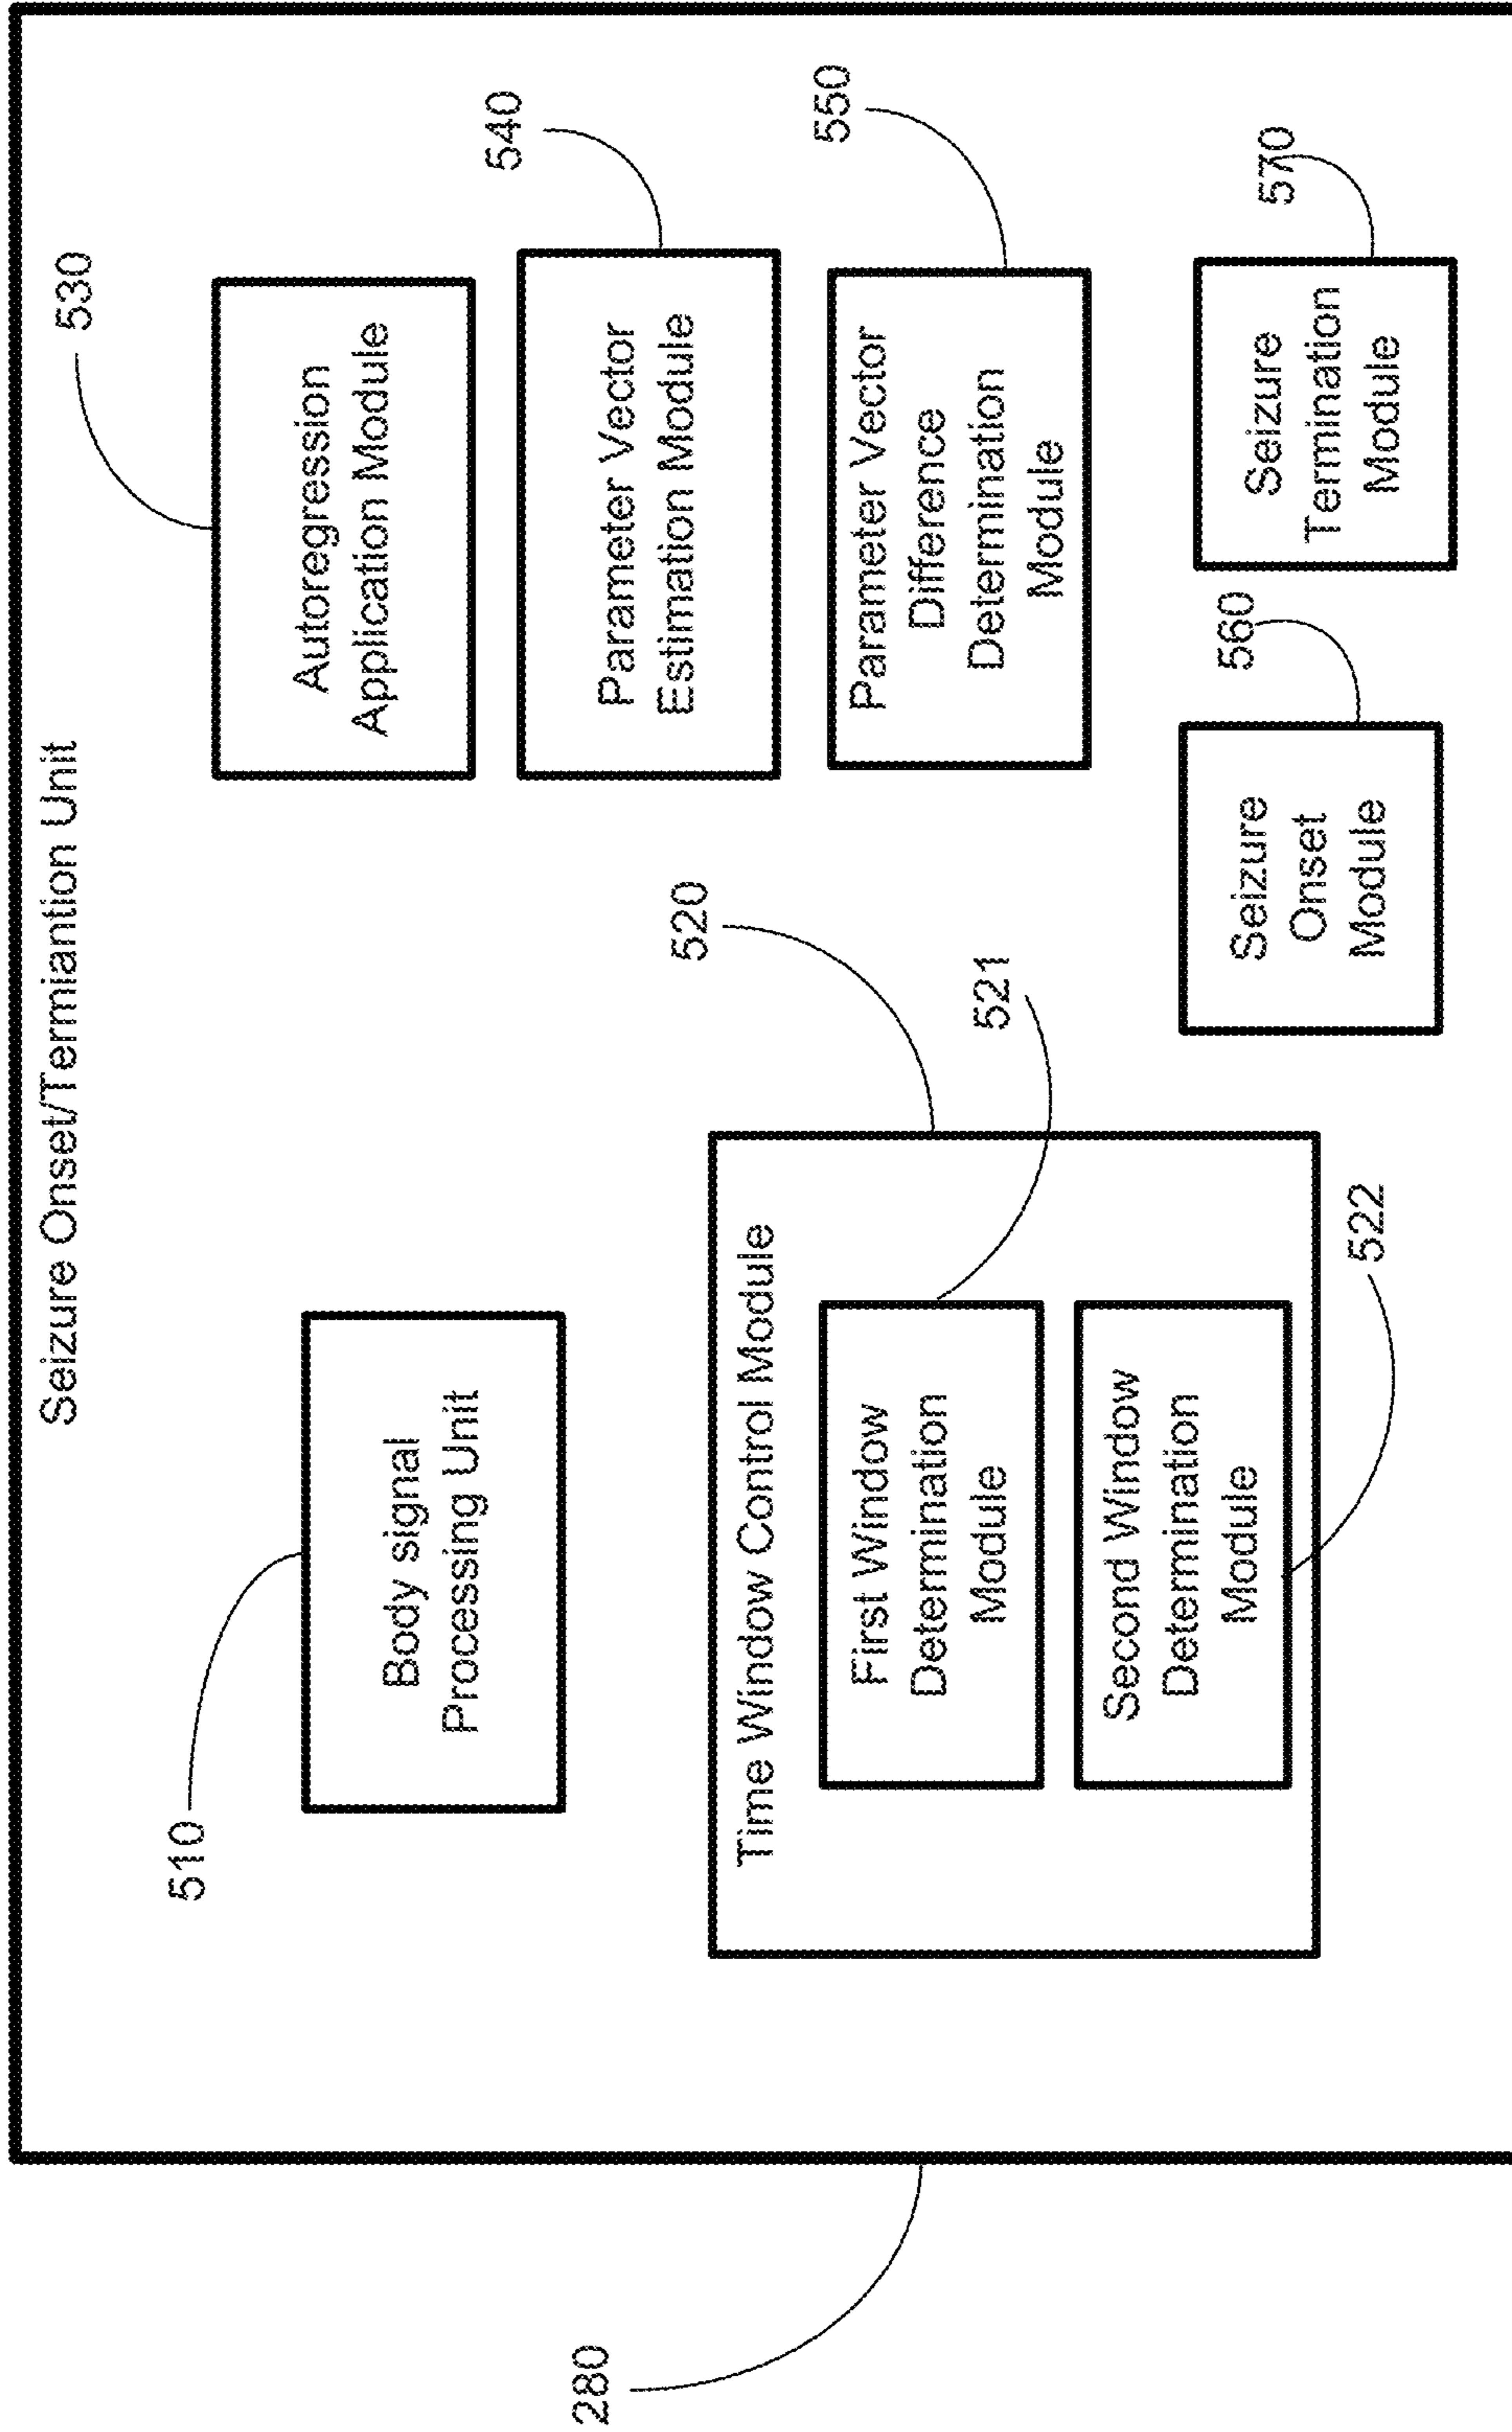 Seizure Onset/Termiantion Unit
510
Body signal
Processing Unit
530
Autoregression
Application Module
540
Parameter Vector
Estimation Module
520
Time Window Control Module
521
First Window
Determination
Module
522
Second Window
Determination
Module
550
Parameter Vector
Difference
Determination
Module
560
Seizure
Onset
Module
570
Seizure
Termination
Module
280